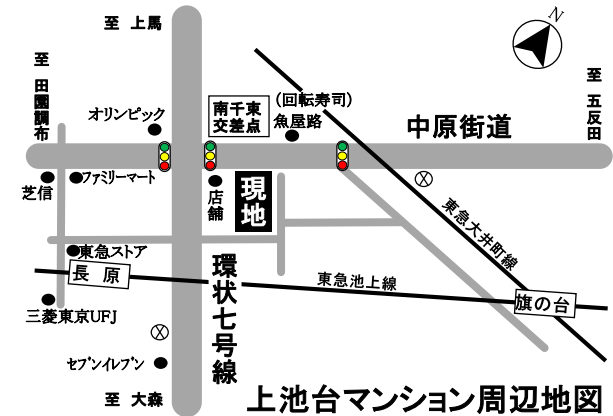 至 上馬
N
至 田園調布
至 五反田
オリンピック
南千束
交差点
(回転寿司)
魚屋路
中原街道
芝信
ファミリーマート
店舗
現地
東急大井町線
東急ストア
長原
環状七号線
東急池上線
旗の台
三菱東京UFJ
セブンイレブン
至 大森
上池台マンション周辺地図